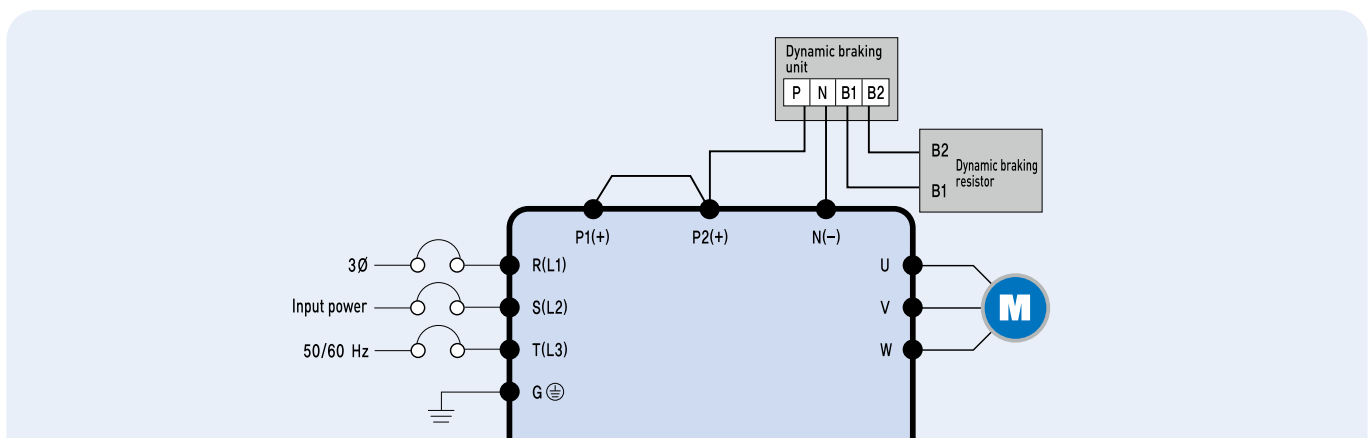 Dynamic braking
unit
P N B1 B2
B2
Dynamic braking
resistor
B1
P1(+) P2(+) N(−)
3Ø R(L1) U
Input power S(L2) V M
50/60 Hz T(L3) W
G